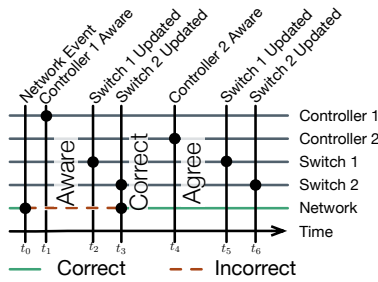 Network Event
Controller 1 Aware
Switch 1 Updated
Switch 2 Updated
Controller 2 Aware
Switch 1 Updated
Switch 2 Updated
Aware
Correct
Agree
Controller 1
Controller 2
Switch 1
Switch 2
Network
Time
t0 t1 t2 t3 t4 t5 t6
Correct Incorrect